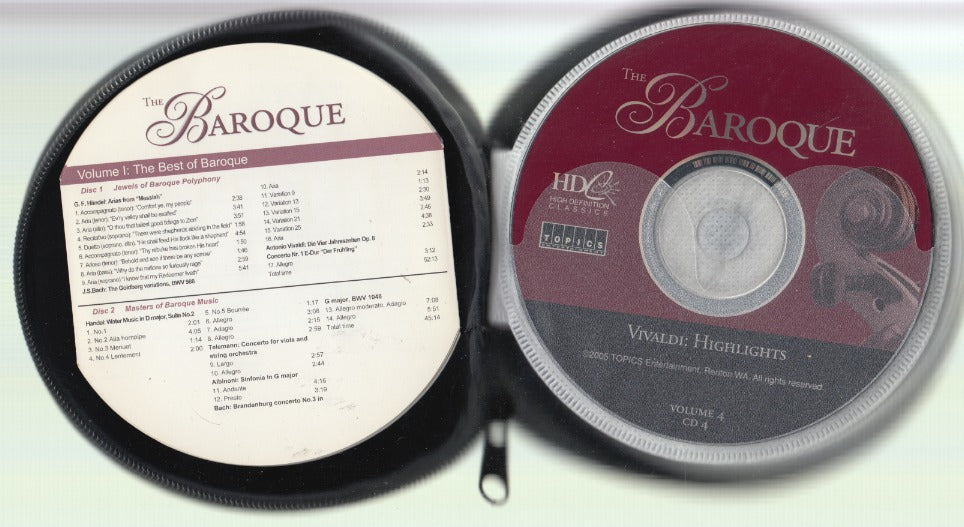 THE
BAROQUE
Volume I: The Best of Baroque
Disc 1 Jewels of Baroque Polyphony
G. F. Händel: Arias from "Messiah"
1. Accompagnato (tenor): "Comfort ye, my people" 2:38
2. Aria (tenor): "Ev'ry valley shall be exalted" 3:41
3. Aria (alto): "O thou that tellest good tidings to Zion" 3:51
4. Recitativo (soprano): "There were shepherds abiding in the field" 1:56
5. Duetto (soprano, alto): "He shall feed His flock like a shepherd" 4:54
6. Accompagnato (tenor): "Thy rebuke has broken His heart" 1:50
7. Arioso (tenor): "Behold and see if there be any sorrow" 1:46
8. Aria (bass): "Why do the nations so furiously rage" 2:59
9. Aria (soprano) "I know that my Redeemer liveth" 5:41
J.S.Bach: The Goldberg variations, BWV 988
10. Aria 2:14
11. Variation 9 1:13
12. Variation 13 2:30
13. Variation 15 3:49
14. Variation 21 2:46
15. Variation 25 4:38
16. Aria 2:33
Antonio Vivaldi: Die Vier Jahreszeiten Op. 8
Concerto Nr. 1 E-Dur "Der Frühling"
17. Allegro 3:12
Total time 52:13
Disc 2 Masters of Baroque Music
Handel: Water Music in D major, Suite No.2
1. No.1 2:01
2. No.2 Alla hornpipe 4:05
3. No.3 Menuet 1:14
4. No.4 Lentement 2:00
5. No.5 Bourrée 1:17
6. Allegro 3:08
7. Adagio 2:15
8. Allegro 2:59
Telemann: Concerto for viola and
string orchestra
9. Largo 2:57
10. Allegro 2:44
Albinoni: Sinfonia in G major
11. Andante 4:16
12. Presto 3:19
Bach: Brandenburg concerto No.3 in
G major, BWV 1048
13. Allegro moderato, Adagio 7:08
14. Allegro 5:51
Total time 45:14
THE
BAROQUE
HDC
HIGH DEFINITION
CLASSICS
TOPICS
VIVALDI: HIGHLIGHTS
©2005 TOPICS Entertainment, Renton WA. All rights reserved
VOLUME 4
CD 4